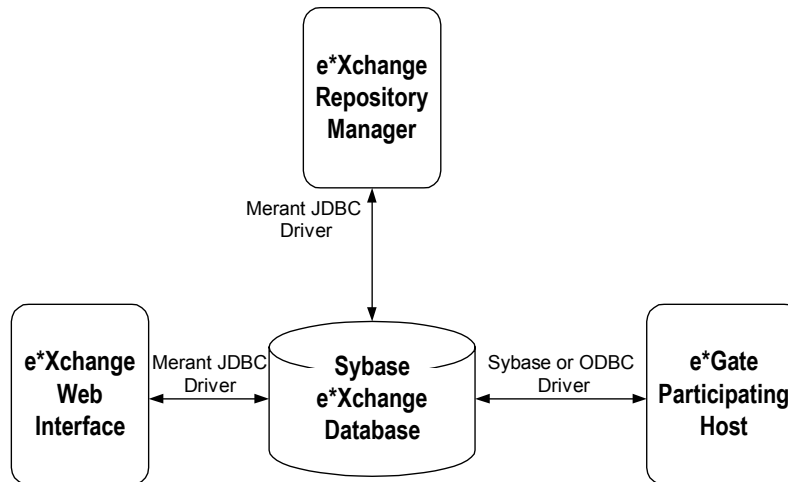 e*Xchange
Repository
Manager
Merant JDBC
Driver
e*Xchange
Web
Interface
Merant JDBC
Driver
Sybase
e*Xchange
Database
Sybase or ODBC
Driver
e*Gate
Participating
Host